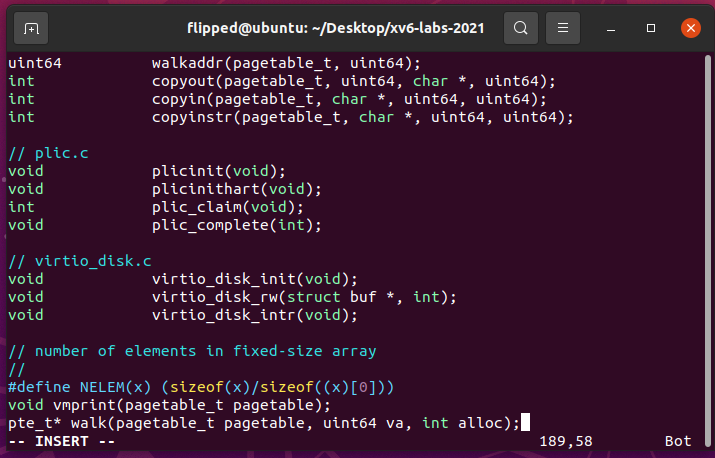 flipped@ubuntu: ~/Desktop/xv6-labs-2021
uint64          walkaddr(pagetable_t, uint64);
int             copyout(pagetable_t, uint64, char *, uint64);
int             copyin(pagetable_t, char *, uint64, uint64);
int             copyinstr(pagetable_t, char *, uint64, uint64);

// plic.c
void            plicinit(void);
void            plicinithart(void);
int             plic_claim(void);
void            plic_complete(int);

// virtio_disk.c
void            virtio_disk_init(void);
void            virtio_disk_rw(struct buf *, int);
void            virtio_disk_intr(void);

// number of elements in fixed-size array
//
#define NELEM(x) (sizeof(x)/sizeof((x)[0]))
void vmprint(pagetable_t pagetable);
pte_t* walk(pagetable_t pagetable, uint64 va, int alloc);
-- INSERT --                                               189,58        Bot